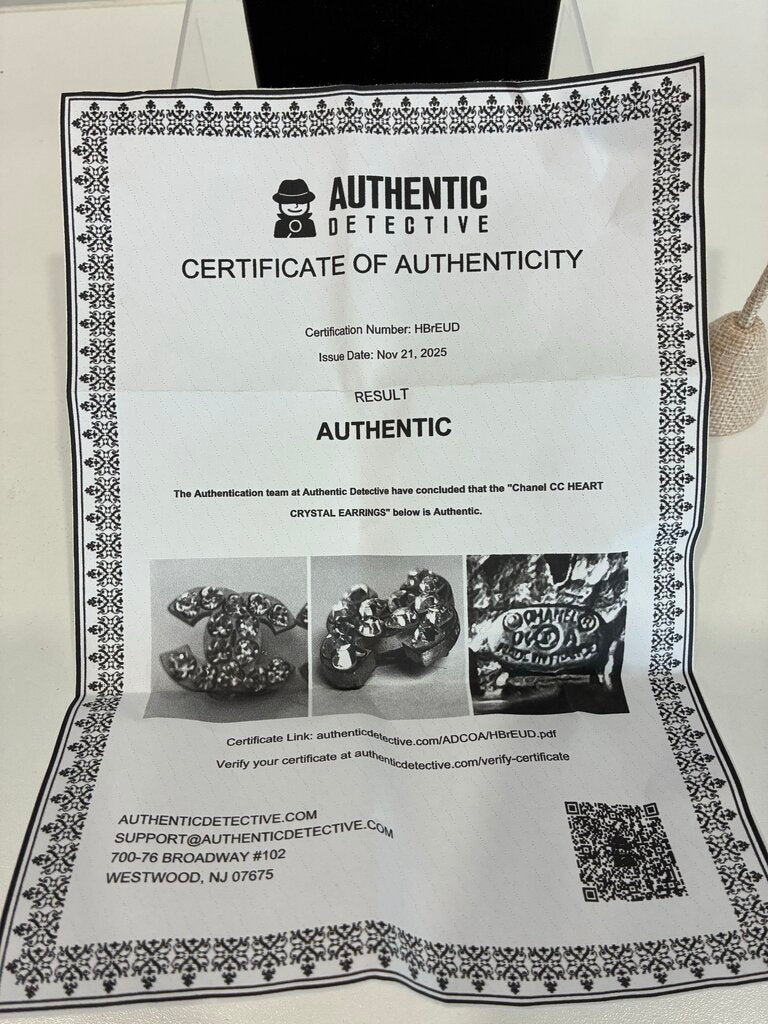 AUTHENTIC
DETECTIVE
CERTIFICATE OF AUTHENTICITY
Certification Number: HBrEUD
Issue Date: Nov 21, 2025
RESULT
AUTHENTIC
The Authentication team at Authentic Detective have concluded that the "Chanel CC HEART
CRYSTAL EARRINGS" below is Authentic.
CHANEL
Certificate Link: authenticdetective.com/ADCOA/HBrEUD.pdf
Verify your certificate at authenticdetective.com/verify-certificate
AUTHENTICDETECTIVE.COM
SUPPORT@AUTHENTICDETECTIVE.COM
700-76 BROADWAY #102
WESTWOOD, NJ 07675